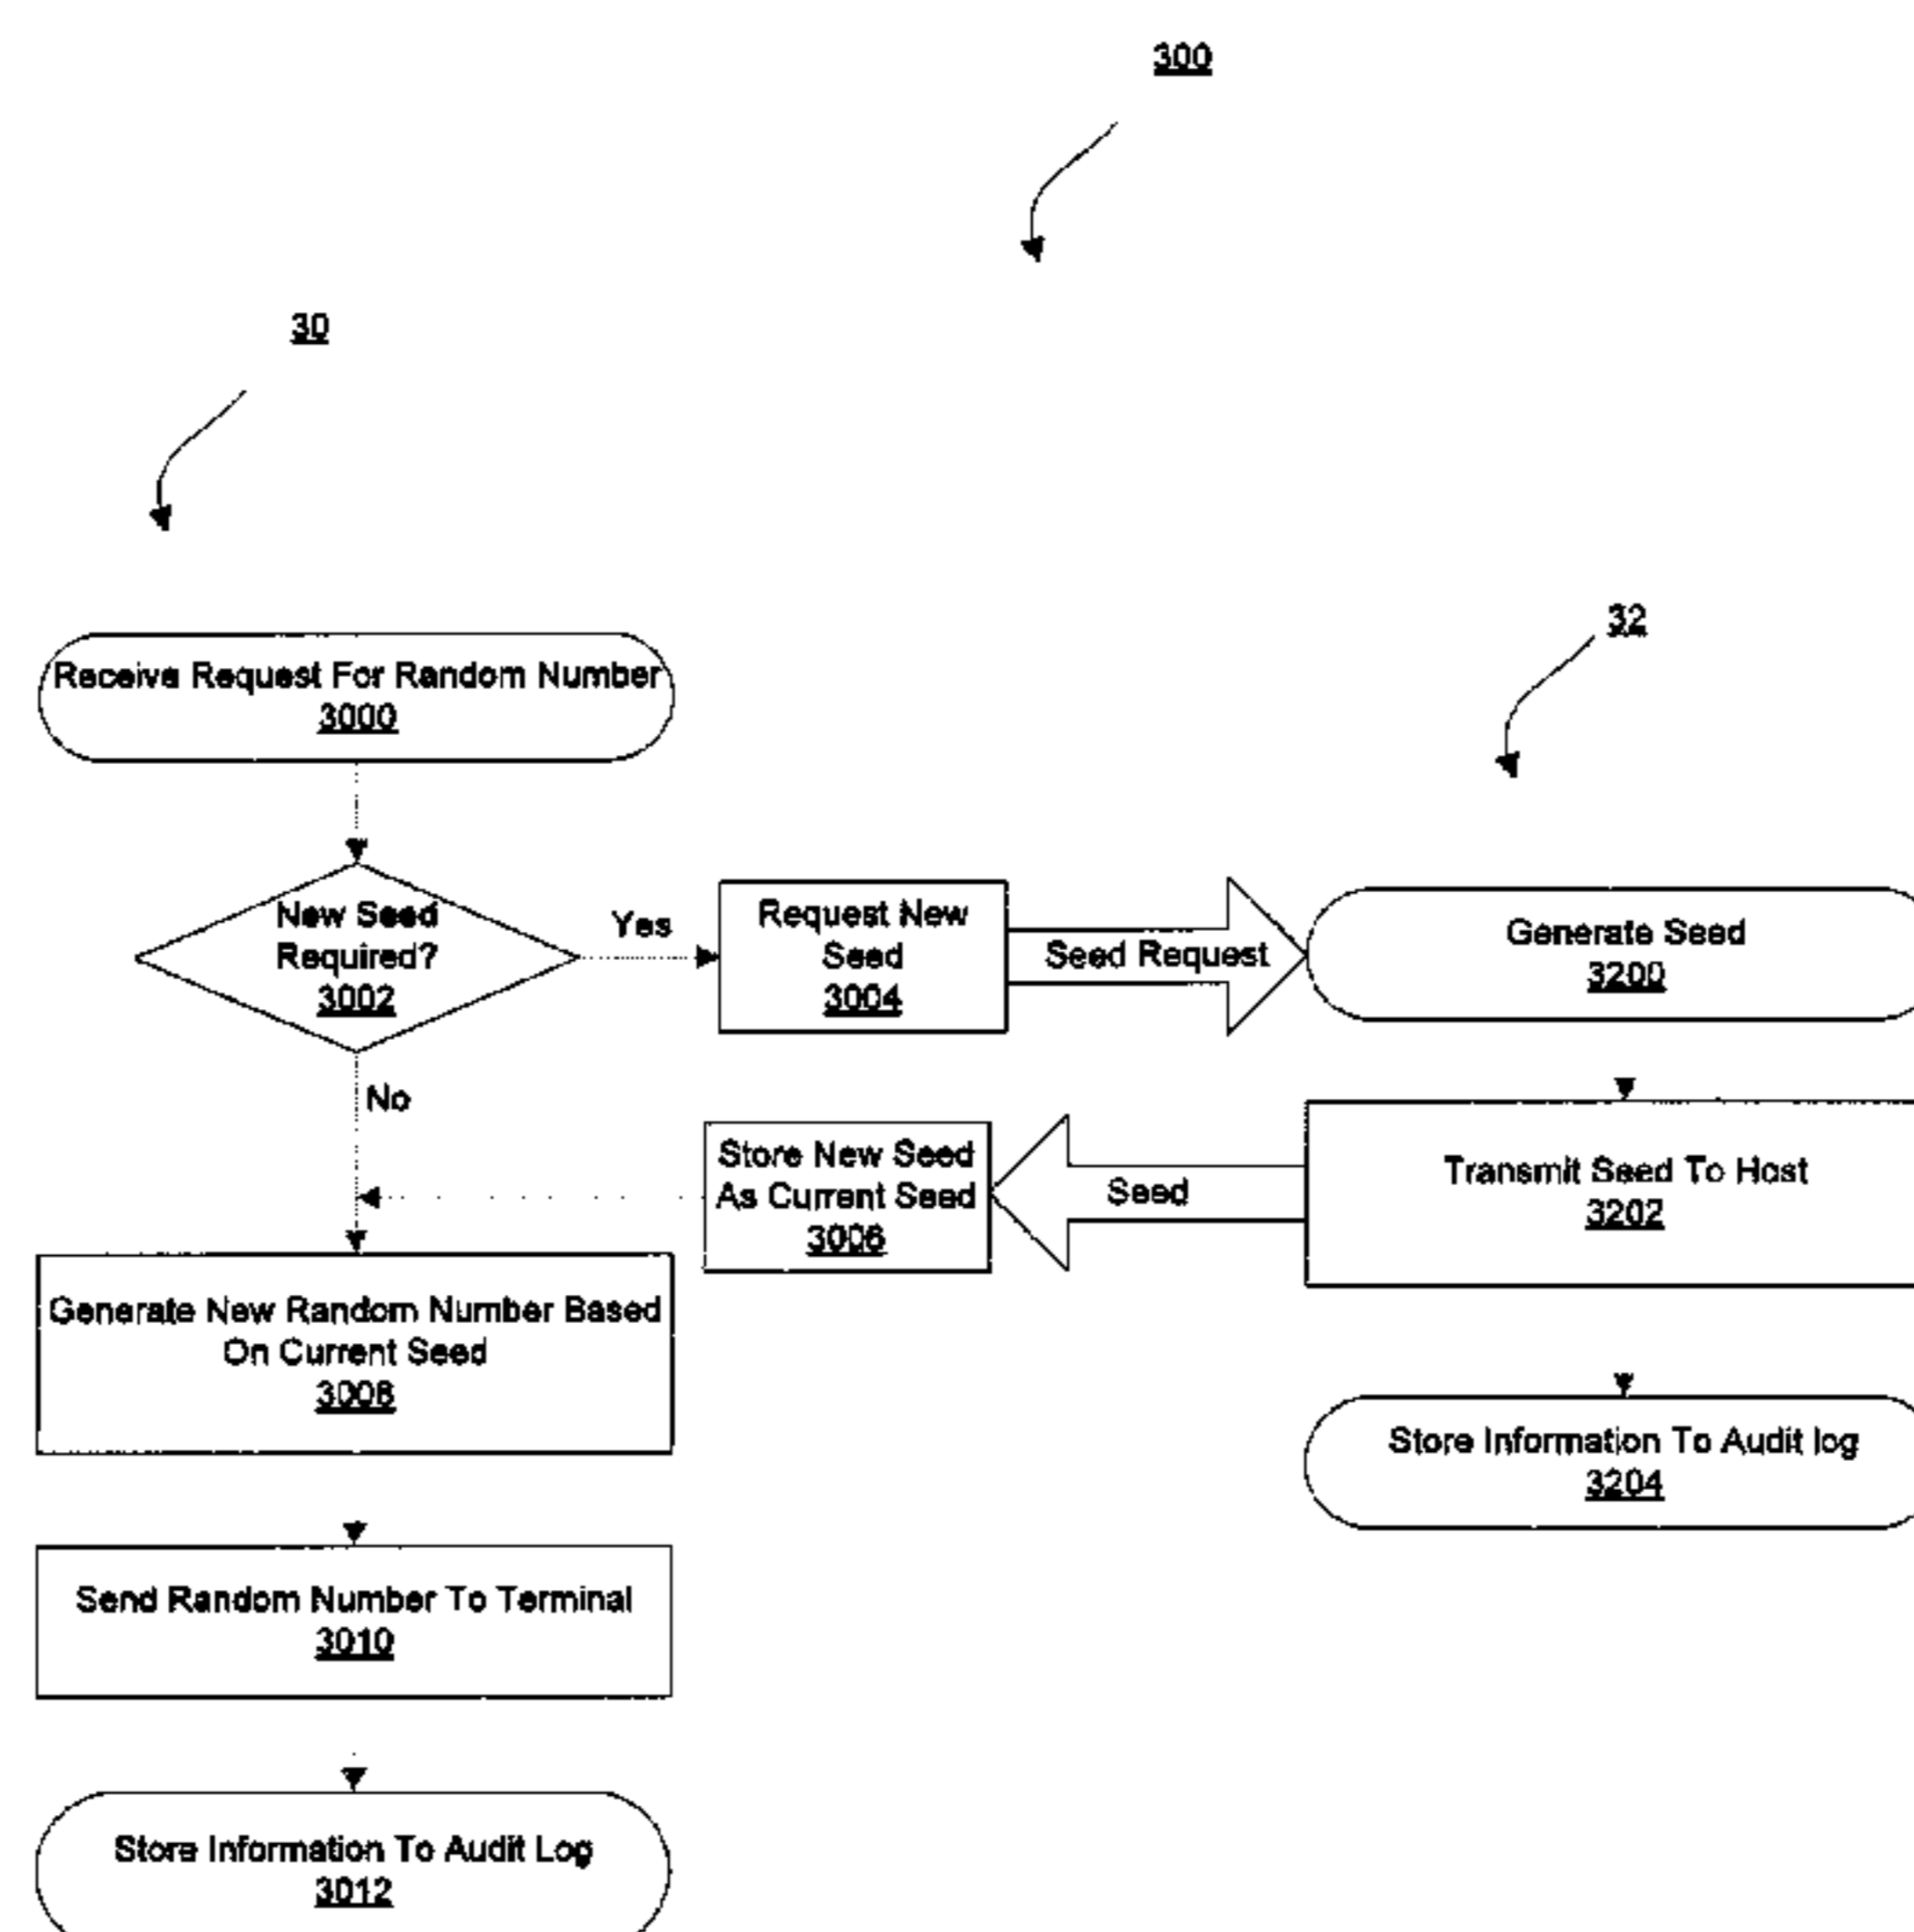 300
30
32
Receive Request For Random Number
3000
New Seed
Required?
3002
Yes
No
Request New
Seed
3004
Seed Request
Generate Seed
3200
Transmit Seed To Host
3202
Seed
Store New Seed
As Current Seed
3006
Store Information To Audit log
3204
Generate New Random Number Based
On Current Seed
3008
Send Random Number To Terminal
3010
Store Information To Audit Log
3012